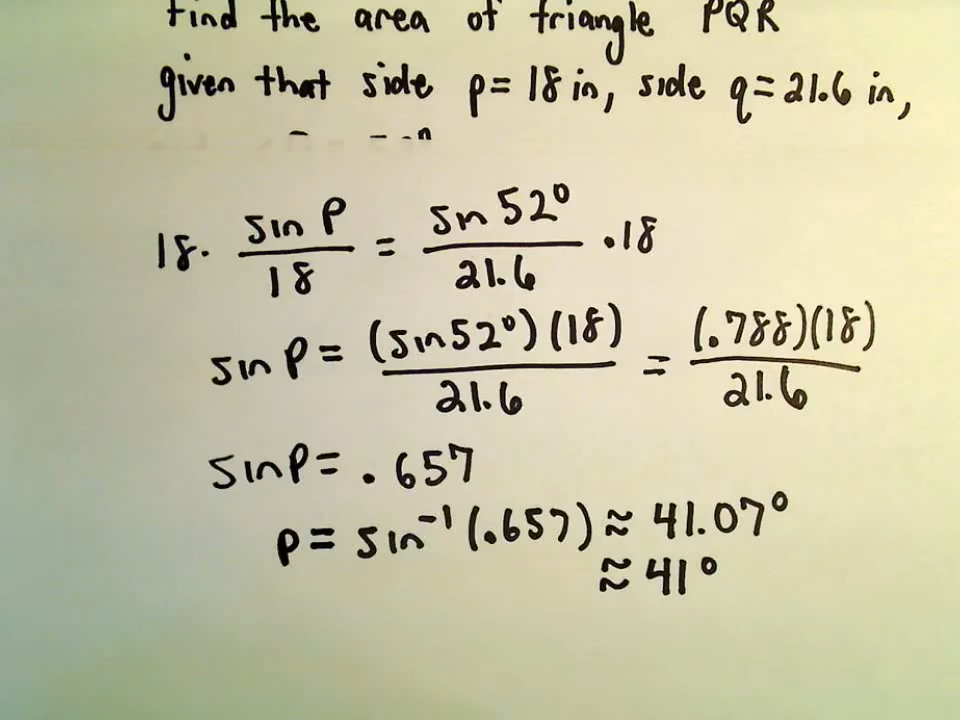 find the area of triangle PQR
given that side p= 18 in, side q= 21.6 in,
18. sin P / 18 = sin 52° / 21.6 .18
sin P = (sin 52°)(18) / 21.6 = (.788)(18) / 21.6
sin P = .657
p = sin⁻¹(.657) ≈ 41.07°
≈ 41°